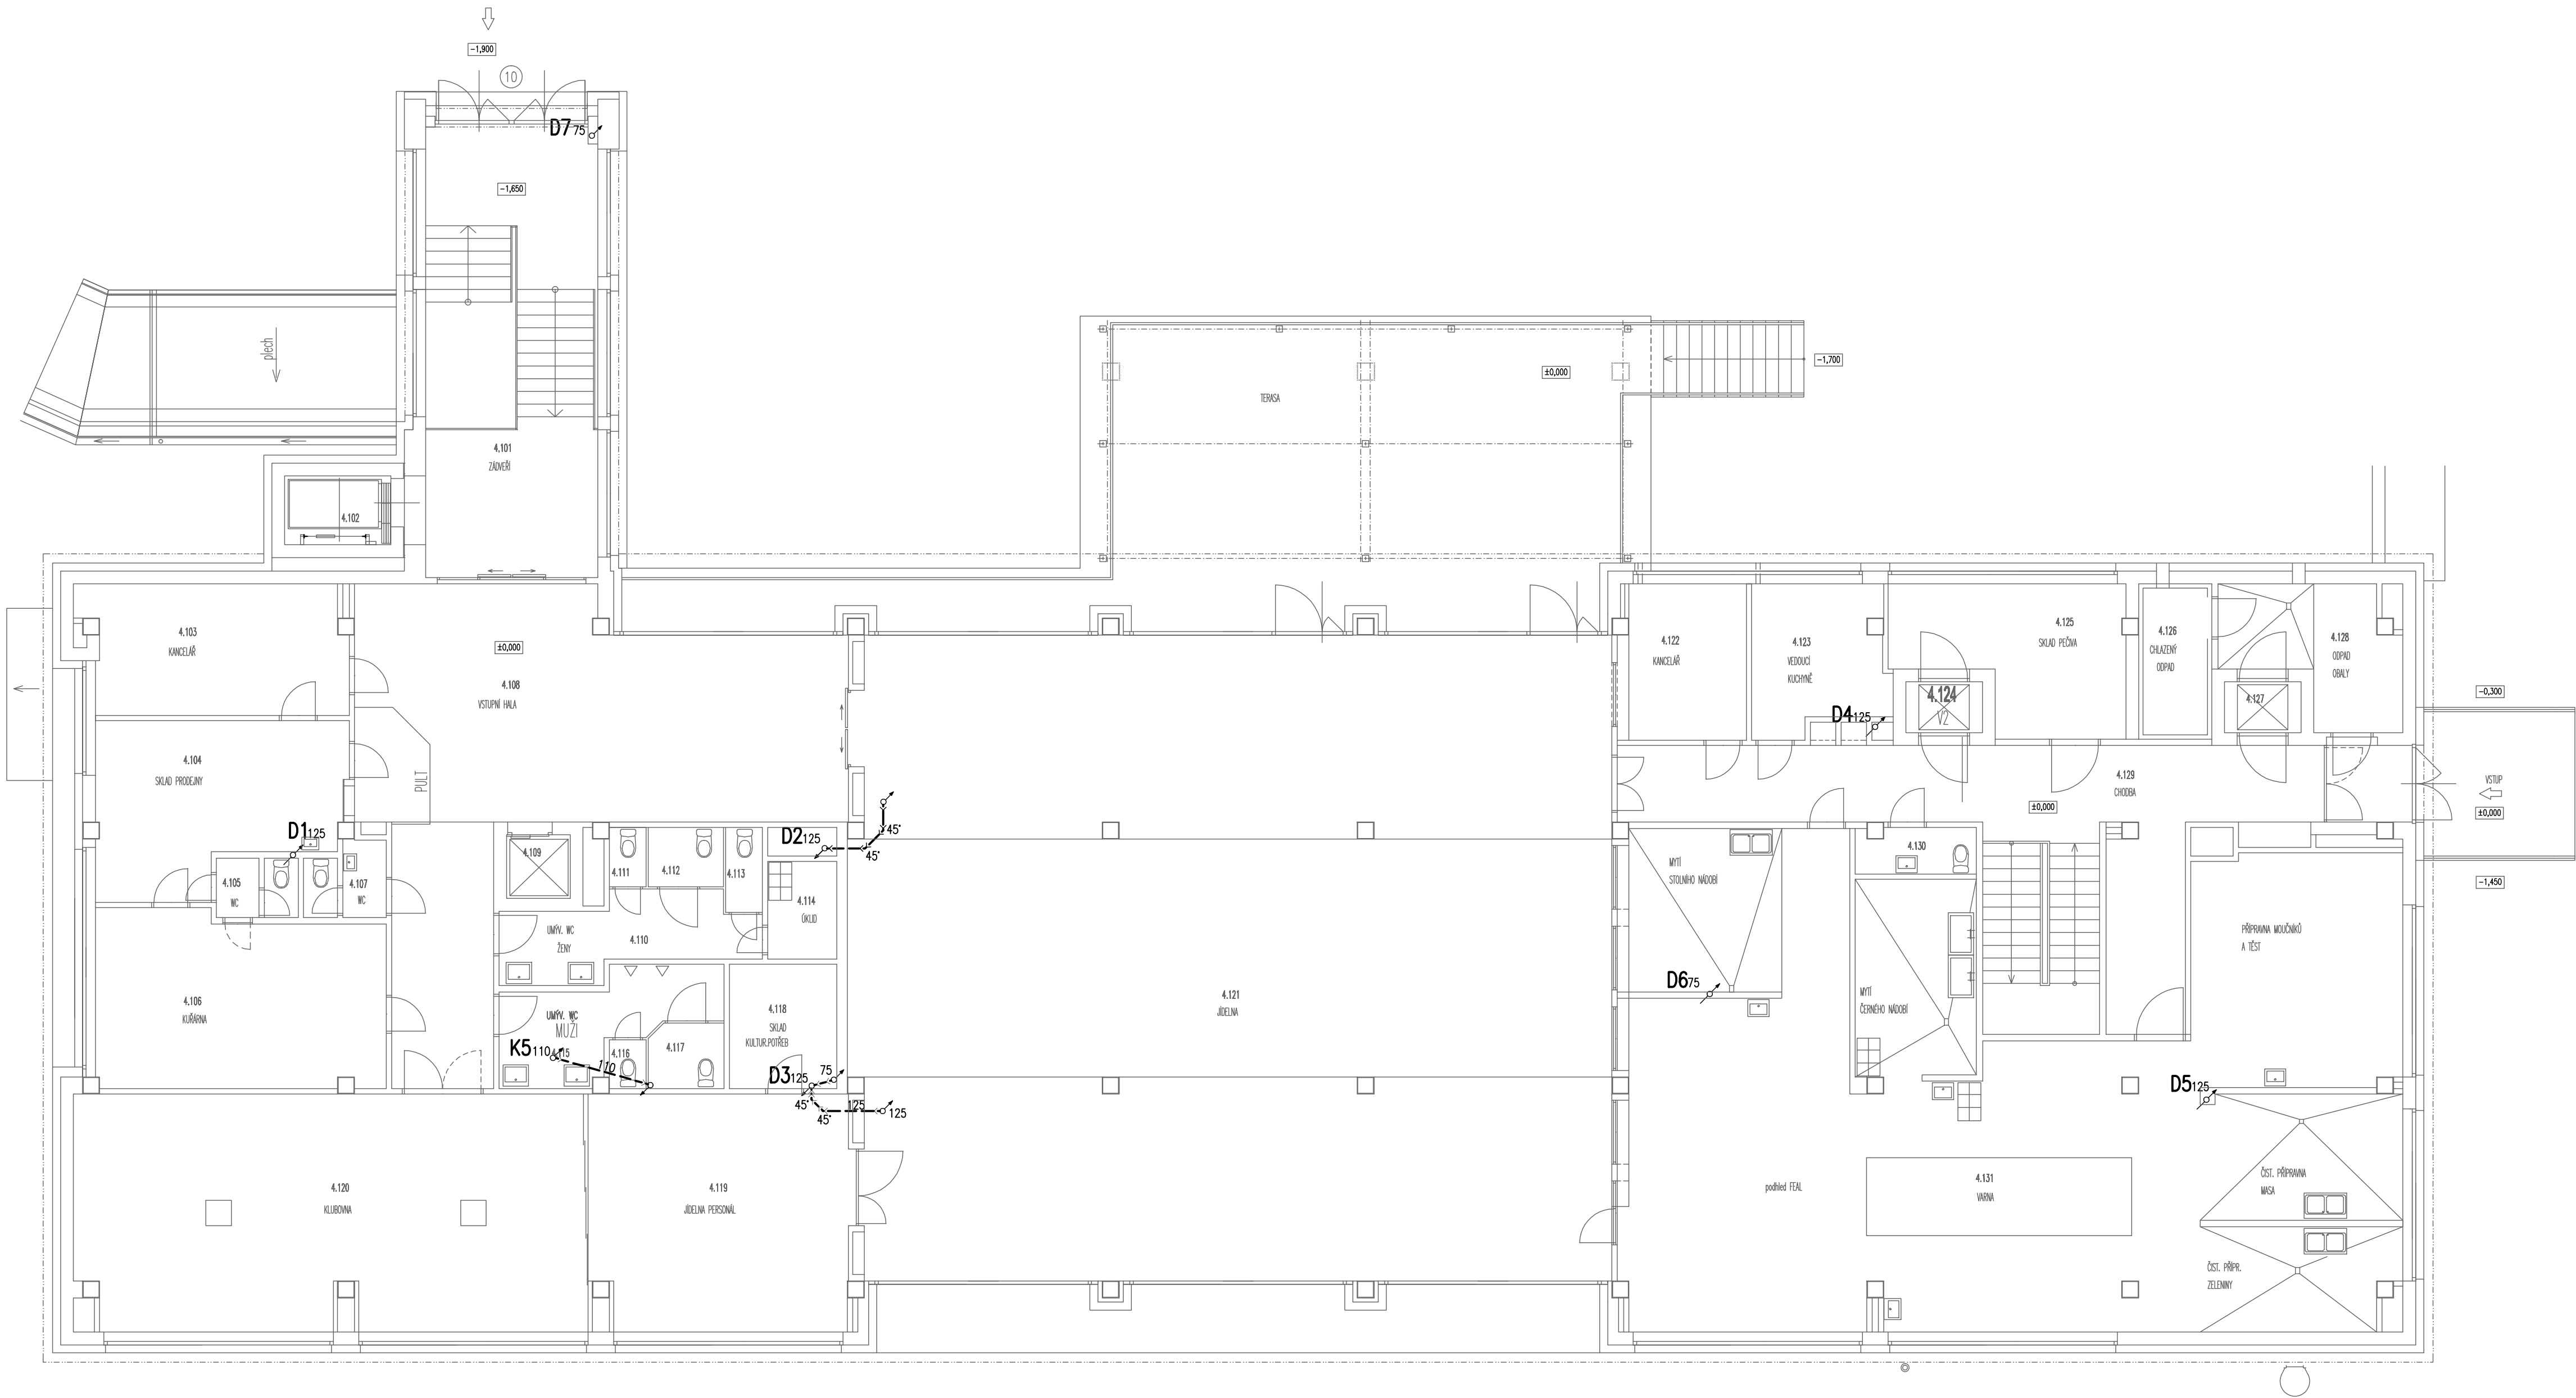 -1,900
10
D7 75
-1,650
plech
-1,700
±0,000
TERASA
4.101
ZÁDVEŘÍ
4.102
4.103
KANCELÁŘ
±0,000
4.108
VSTUPNÍ HALA
4.122
KANCELÁŘ
4.123
VEDOUCÍ
KUCHYNĚ
4.125
SKLAD PEČIVA
4.126
CHLAZENÝ
ODPAD
4.128
ODPAD
OBALY
4.124
V2
4.127
-0,300
D4 125
4.104
SKLAD PRODEJNY
PULT
4.129
CHODBA
VSTUP
±0,000
±0,000
D1 125
D2 125
45°
45°
4.109
4.111
4.112
4.113
4.130
MYTÍ
STOLNÍHO NÁDOBÍ
4.105
WC
4.107
WC
-1,450
4.114
ÚKLID
UMÝV. WC
ŽENY
4.110
PŘÍPRAVNA MOUČNÍKŮ
A TĚST
D6 75
MYTÍ
ČERNÉHO NÁDOBÍ
4.106
KUŘÁRNA
4.121
JÍDELNA
4.118
SKLAD
KULTUR.POTŘEB
UMÝV. WC
MUŽI
K5 110
4.115
110
4.116
4.117
D3 125
75
45°
45°
125
125
D5 125
4.120
KLUBOVNA
4.119
JÍDELNA PERSONÁL
podhled FEAL
4.131
VARNA
ČIST. PŘÍPRAVNA
MASA
ČIST. PŘÍPR.
ZELENINY